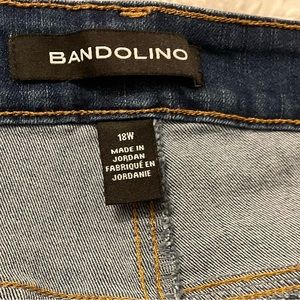 BANDOLINO
18W
MADE IN
JORDAN
FABRIQUÉ EN
JORDANIE